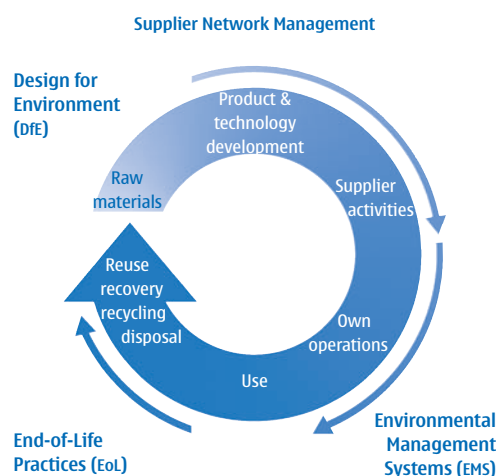 Supplier Network Management
Design for
Environment
(DfE)
Product &
technology
development
Raw
materials
Supplier
activities
Reuse
recovery
recycling
disposal
Own
operations
Use
End-of-Life
Practices (EoL)
Environmental
Management
Systems (EMS)